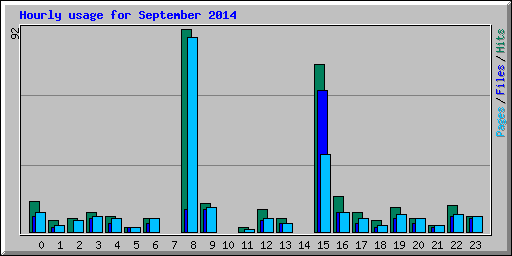 Hourly usage for September 2014
92
Pages/Files/Hits
0 1 2 3 4 5 6 7 8 9 10 11 12 13 14 15 16 17 18 19 20 21 22 23